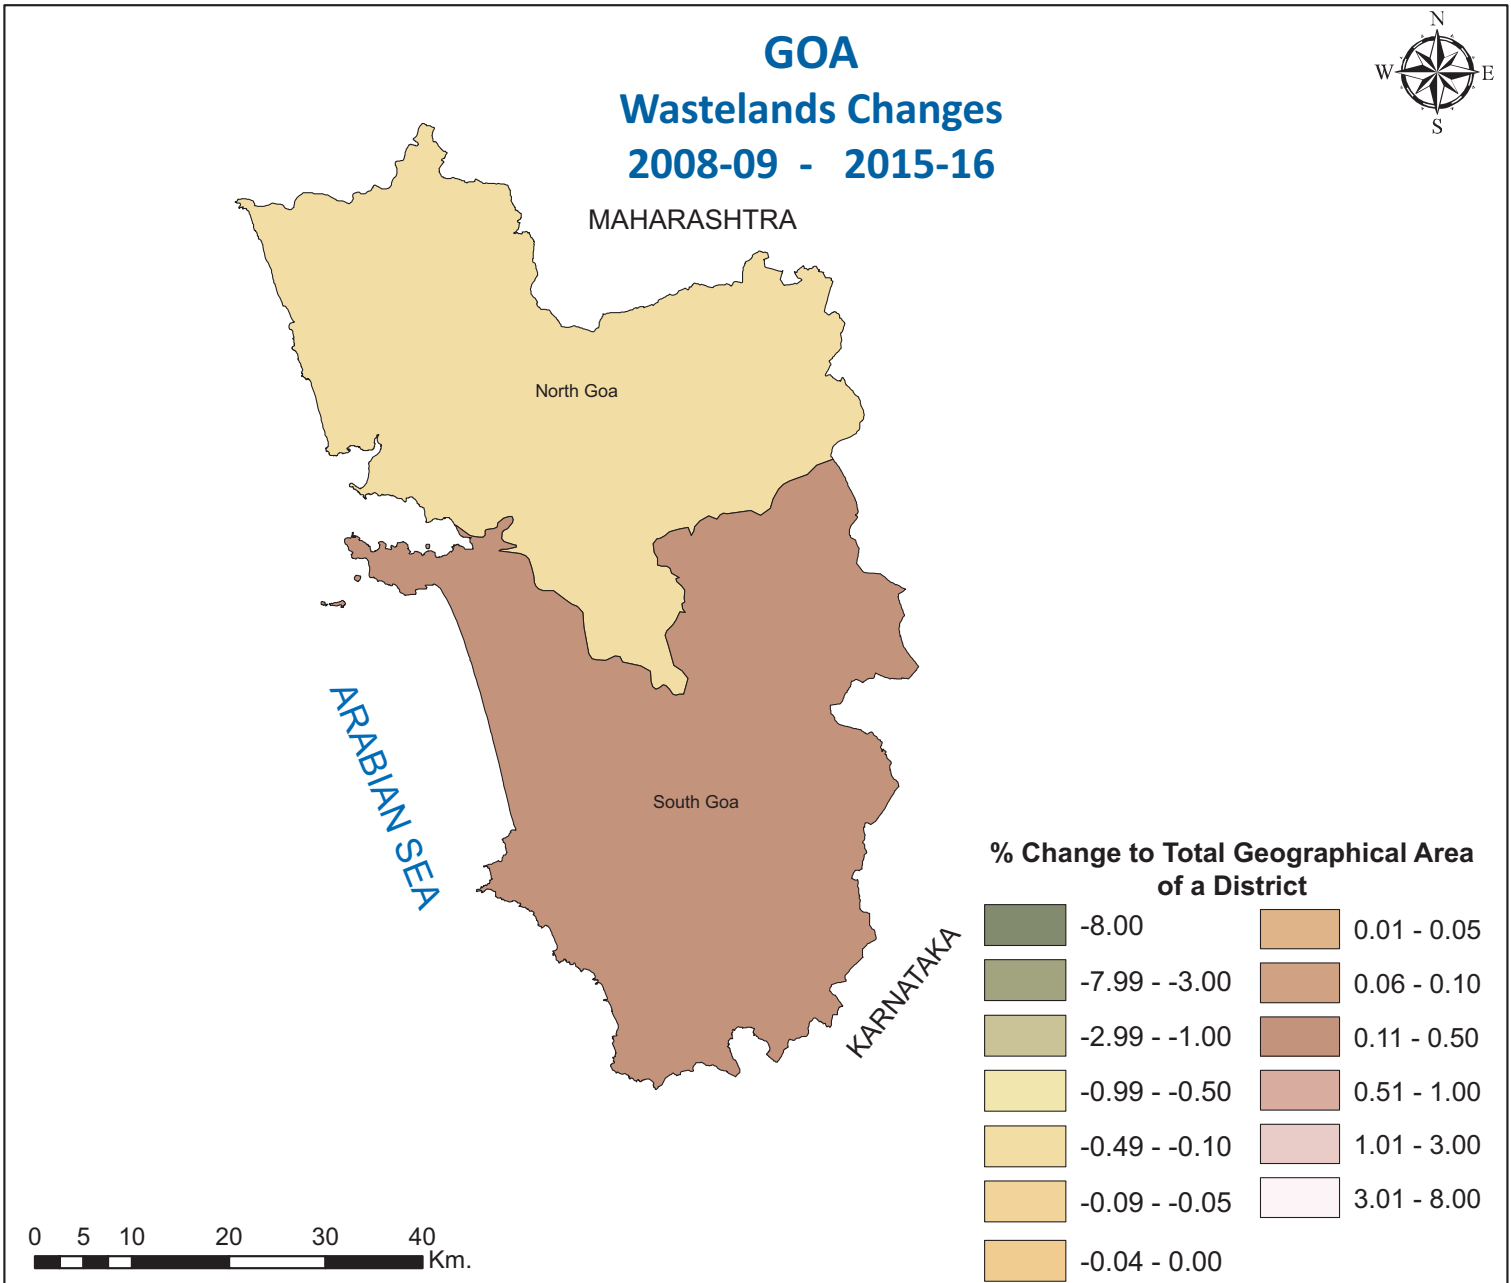 GOA
Wastelands Changes
2008-09 - 2015-16
N
W E
S
MAHARASHTRA
North Goa
South Goa
ARABIAN SEA
KARNATAKA
% Change to Total Geographical Area
of a District
-8.00
-7.99 - -3.00
-2.99 - -1.00
-0.99 - -0.50
-0.49 - -0.10
-0.09 - -0.05
-0.04 - 0.00
0.01 - 0.05
0.06 - 0.10
0.11 - 0.50
0.51 - 1.00
1.01 - 3.00
3.01 - 8.00
0 5 10 20 30 40
Km.